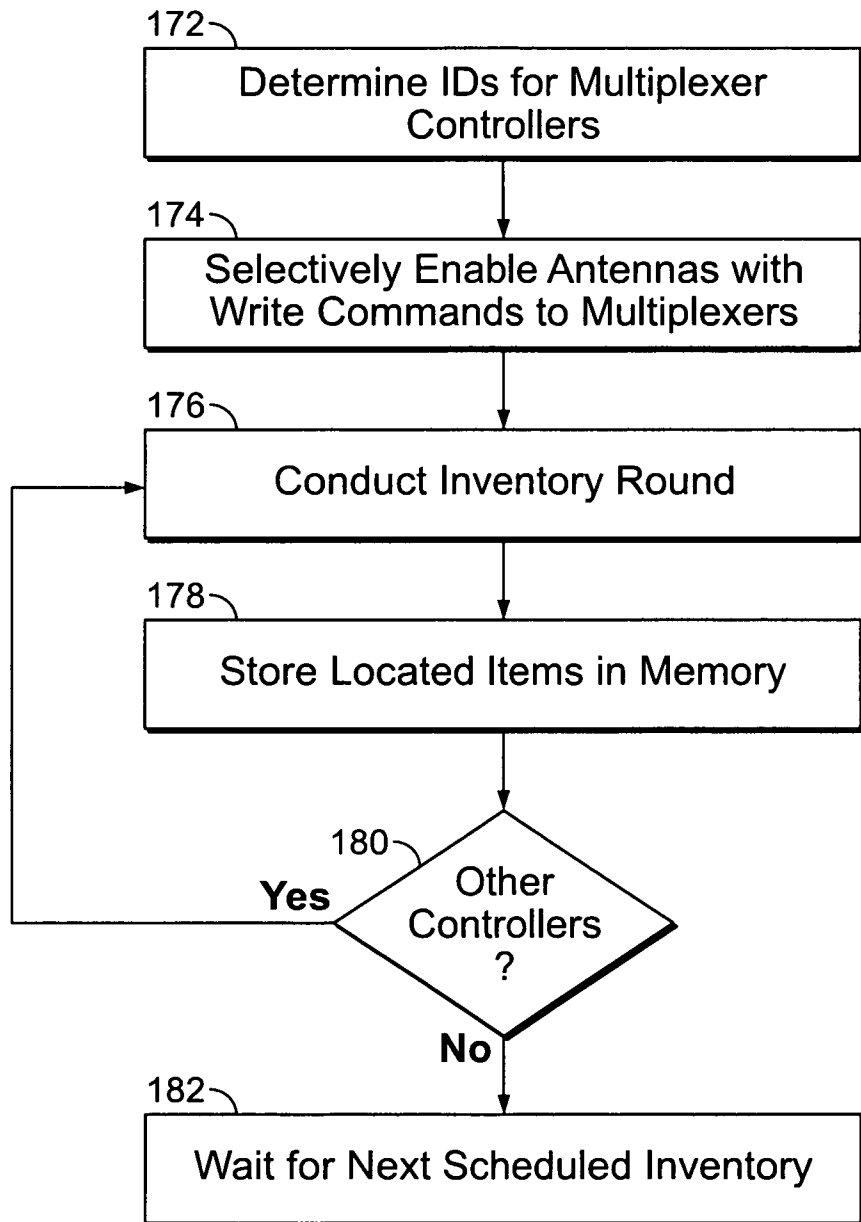 172
Determine IDs for Multiplexer
Controllers
174
Selectively Enable Antennas with
Write Commands to Multiplexers
176
Conduct Inventory Round
178
Store Located Items in Memory
180
Yes
Other
Controllers
?
No
182
Wait for Next Scheduled Inventory